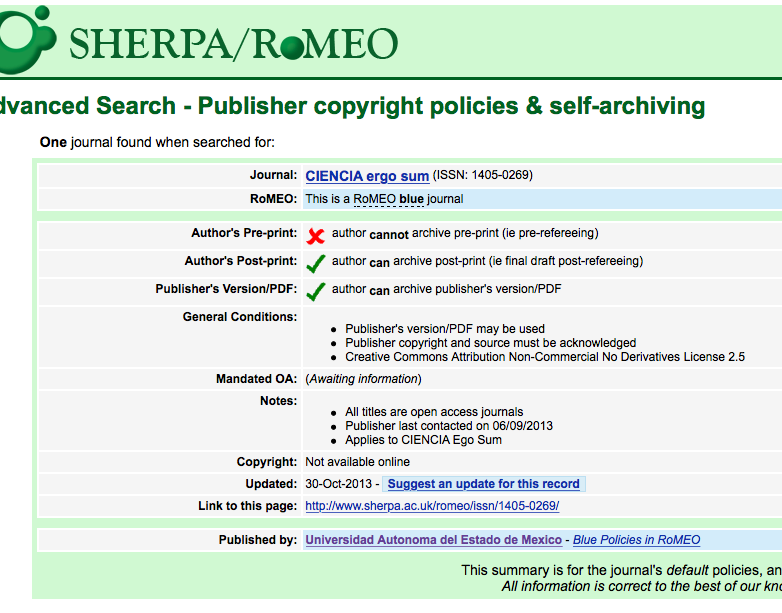 SHERPA/RoMEO
dvanced Search - Publisher copyright policies & self-archiving
One journal found when searched for:
Journal: CIENCIA ergo sum (ISSN: 1405-0269)
RoMEO: This is a RoMEO blue journal
Author's Pre-print: author cannot archive pre-print (ie pre-refereeing)
Author's Post-print: author can archive post-print (ie final draft post-refereeing)
Publisher's Version/PDF: author can archive publisher's version/PDF
General Conditions:
• Publisher's version/PDF may be used
• Publisher copyright and source must be acknowledged
• Creative Commons Attribution Non-Commercial No Derivatives License 2.5
Mandated OA: (Awaiting information)
Notes:
• All titles are open access journals
• Publisher last contacted on 06/09/2013
• Applies to CIENCIA Ego Sum
Copyright: Not available online
Updated: 30-Oct-2013 - Suggest an update for this record
Link to this page: http://www.sherpa.ac.uk/romeo/issn/1405-0269/
Published by: Universidad Autonoma del Estado de Mexico - Blue Policies in RoMEO
This summary is for the journal's default policies, an
All information is correct to the best of our kno